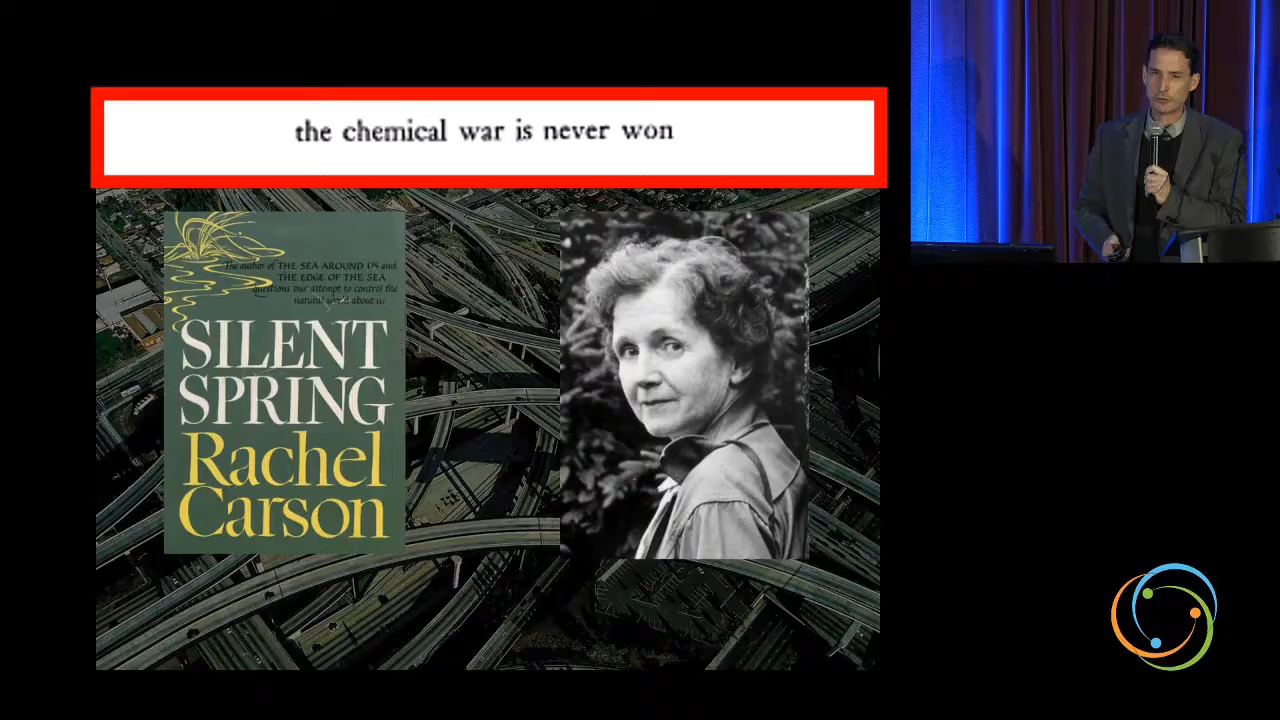 the chemical war is never won
The author of THE SEA AROUND US and
THE EDGE OF THE SEA
questions our attempt to control the
natural world about us
SILENT
SPRING
Rachel
Carson